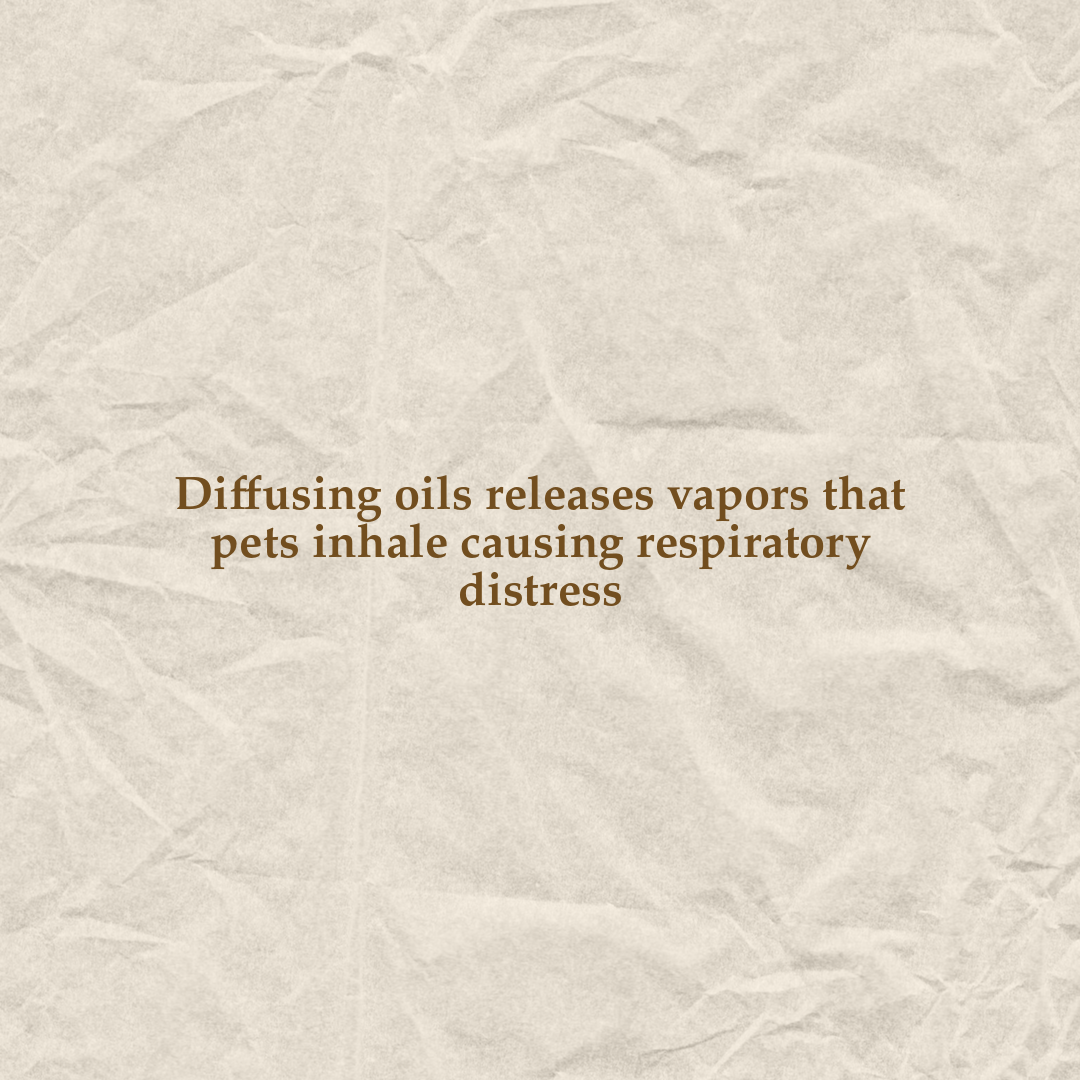 Diffusing oils releases vapors that
pets inhale causing respiratory
distress